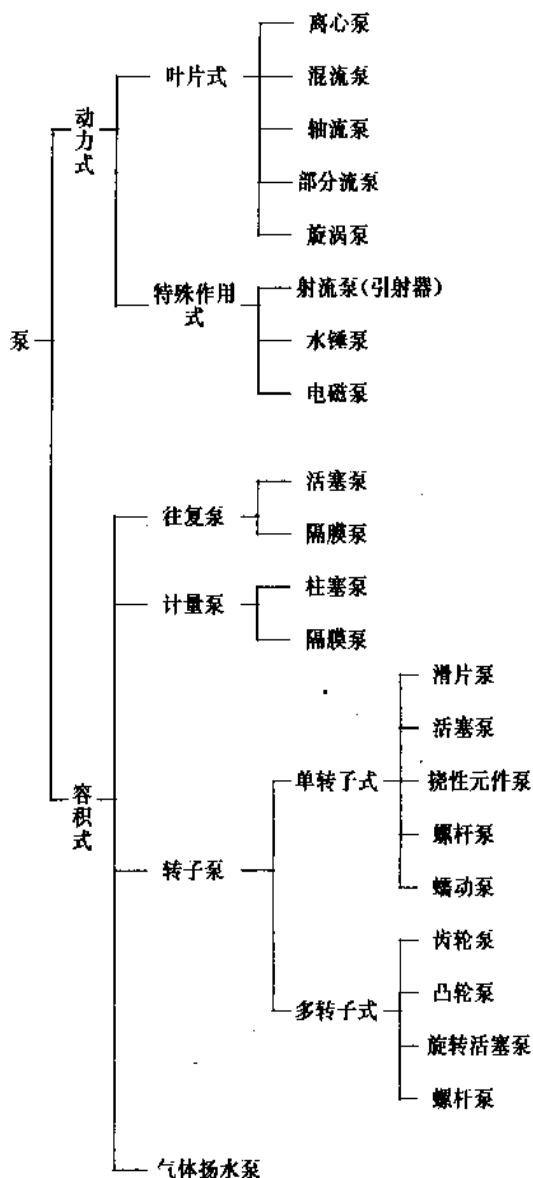 离心泵
叶片式
混流泵
动力式
轴流泵
部分流泵
旋涡泵
特殊作用
式
射流泵(引射器)
泵
水锤泵
电磁泵
活塞泵
往复泵
隔膜泵
计量泵
柱塞泵
隔膜泵
滑片泵
活塞泵
容积式
单转子式
挠性元件泵
螺杆泵
转子泵
蠕动泵
齿轮泵
凸轮泵
多转子式
旋转活塞泵
螺杆泵
气体扬水泵